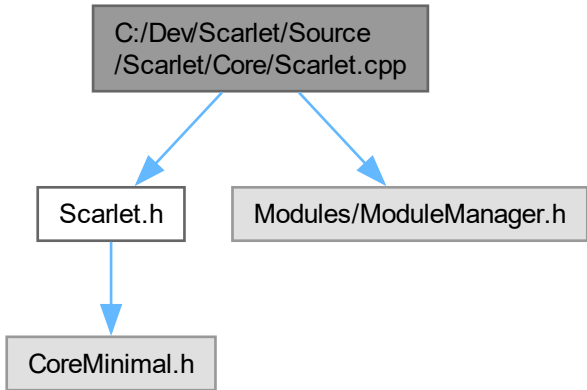 C:/Dev/Scarlet/Source
/Scarlet/Core/Scarlet.cpp
Scarlet.h
Modules/ModuleManager.h
CoreMinimal.h